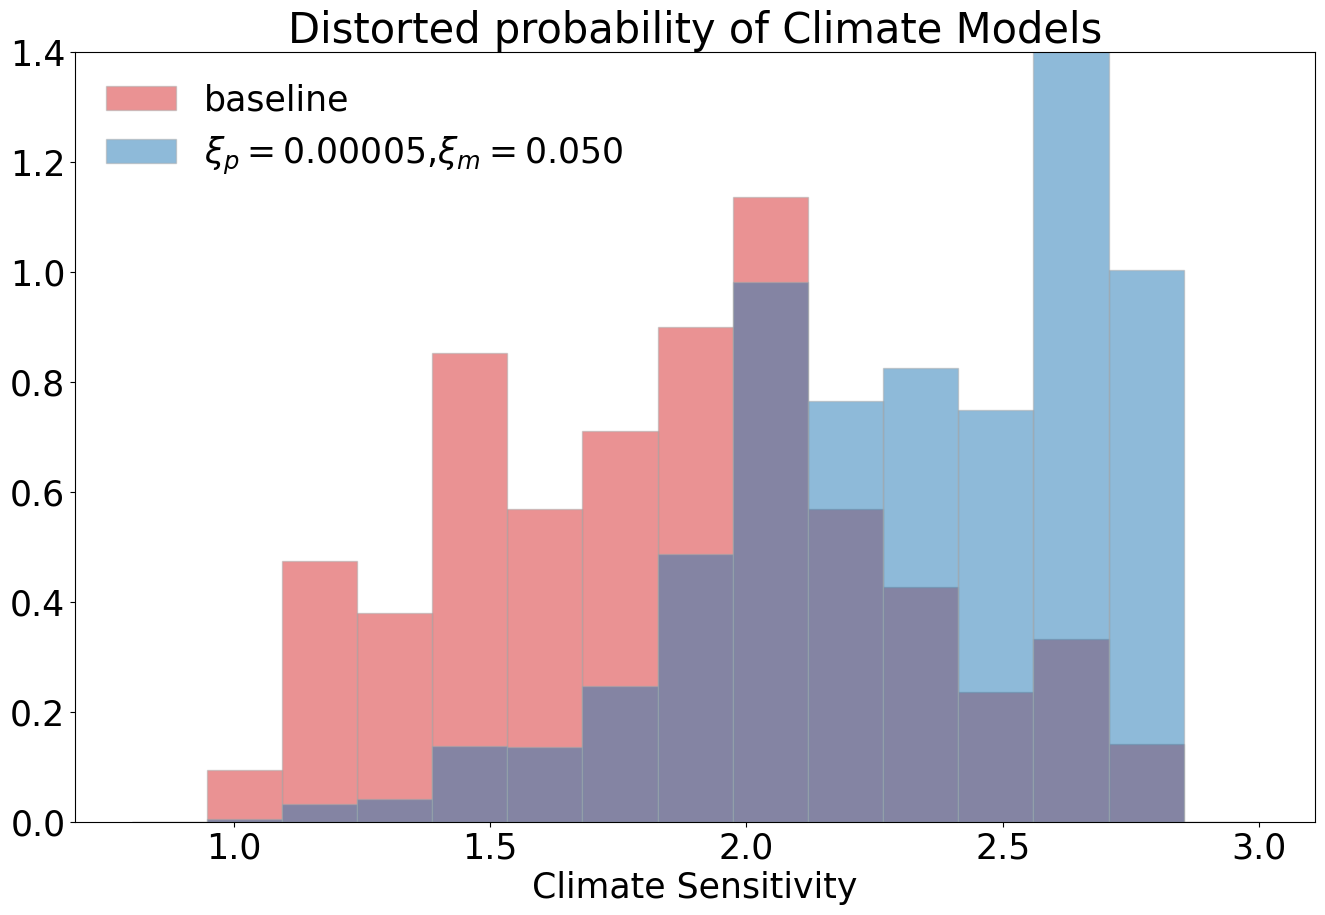 Distorted probability of Climate Models
1.4
1.2
1.0
0.8
0.6
0.4
0.2
0.0
baseline
ξₚ = 0.00005,ξₘ = 0.050
1.0 1.5 2.0 2.5 3.0
Climate Sensitivity